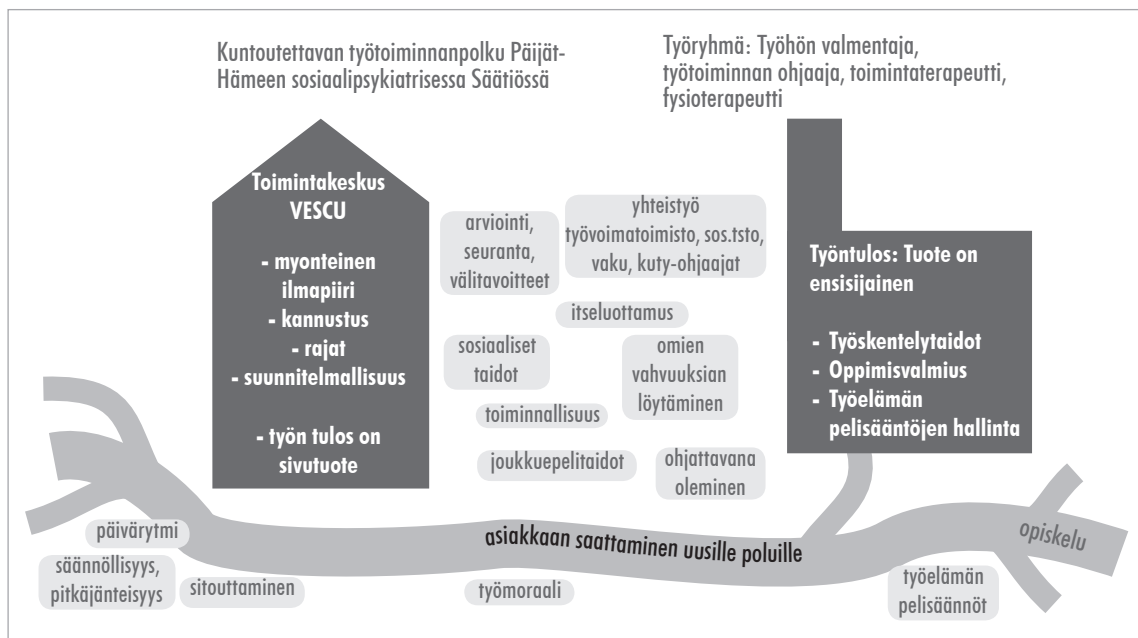 Kuntoutettavan työtoiminnanpolku Päijät-
Hämeen sosiaalipsykiatrisessa Säätiössä
Työryhmä: Työhön valmentaja,
työtoiminnan ohjaaja, toimintaterapeutti,
fysioterapeutti
Toimintakeskus
VESCU
- myonteinen
ilmapiiri
- kannustus
- rajat
- suunnitelmallisuus
- työn tulos on
sivutuote
arviointi,
seuranta,
välitavoitteet
yhteistyö
työvoimatoimisto, sos.tsto,
vaku, kuty-ohjaajat
itseluottamus
sosiaaliset
taidot
omien
vahvuuksian
löytäminen
toiminnallisuus
joukkuepelitaidot
ohjattavana
oleminen
Työntulos: Tuote on
ensisijainen
- Työskentelytaidot
- Oppimisvalmius
- Työelämän
pelisääntöjen hallinta
päivärytmi
säännöllisyys,
pitkäjänteisyys
sitouttaminen
asiakkaan saattaminen uusille poluille
työmoraali
opiskelu
työelämän
pelisäännöt